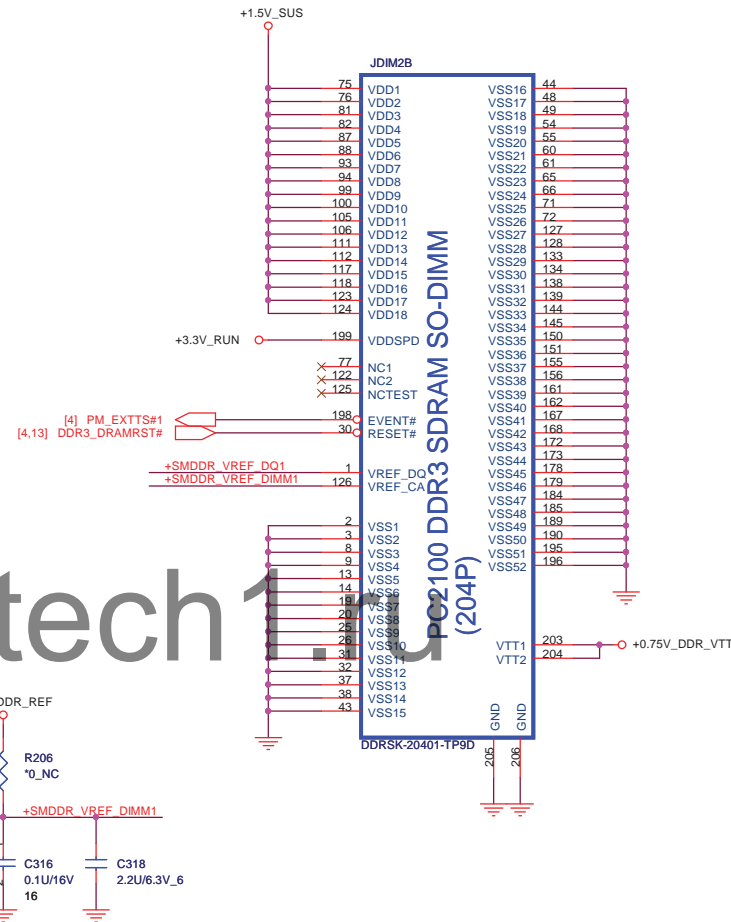 +1.5V_SUS
JDIM2B
75 VDD1 VSS16 44
76 VDD2 VSS17 48
81 VDD3 VSS18 49
82 VDD4 VSS19 54
87 VDD5 VSS20 55
88 VDD6 VSS21 60
93 VDD7 VSS22 61
94 VDD8 VSS23 65
99 VDD9 VSS24 66
100 VDD10 VSS25 71
105 VDD11 VSS26 72
106 VDD12 VSS27 127
111 VDD13 VSS28 128
112 VDD14 VSS29 133
117 VDD15 VSS30 134
118 VDD16 VSS31 138
123 VDD17 VSS32 139
124 VDD18 VSS33 144
VSS34 145
+3.3V_RUN 199 VDDSPD VSS35 150
VSS36 151
77 NC1 VSS37 155
122 NC2 VSS38 156
125 NCTEST VSS39 161
VSS40 162
[4] PM_EXTTS#1 198 EVENT# VSS41 167
[4,13] DDR3_DRAMRST# 30 RESET# VSS42 168
VSS43 172
VSS44 173
+SMDDR_VREF_DQ1 1 VREF_DQ VSS45 178
+SMDDR_VREF_DIMM1 126 VREF_CA VSS46 179
VSS47 184
VSS48 185
2 VSS1 VSS49 189
3 VSS2 VSS50 190
8 VSS3 VSS51 195
9 VSS4 VSS52 196
13 VSS5
14 VSS6
19 VSS7
20 VSS8
25 VSS9
26 VSS10
31 VSS11
32 VSS12
37 VSS13
38 VSS14
43 VSS15
PC2100 DDR3 SDRAM SO-DIMM
(204P)
VTT1 203 +0.75V_DDR_VTT
VTT2 204
GND GND
205 206
DDRSK-20401-TP9D
tech1.ru
DDR_REF
R206
*0_NC
+SMDDR_VREF_DIMM1
C316
0.1U/16V
16
C318
2.2U/6.3V_6